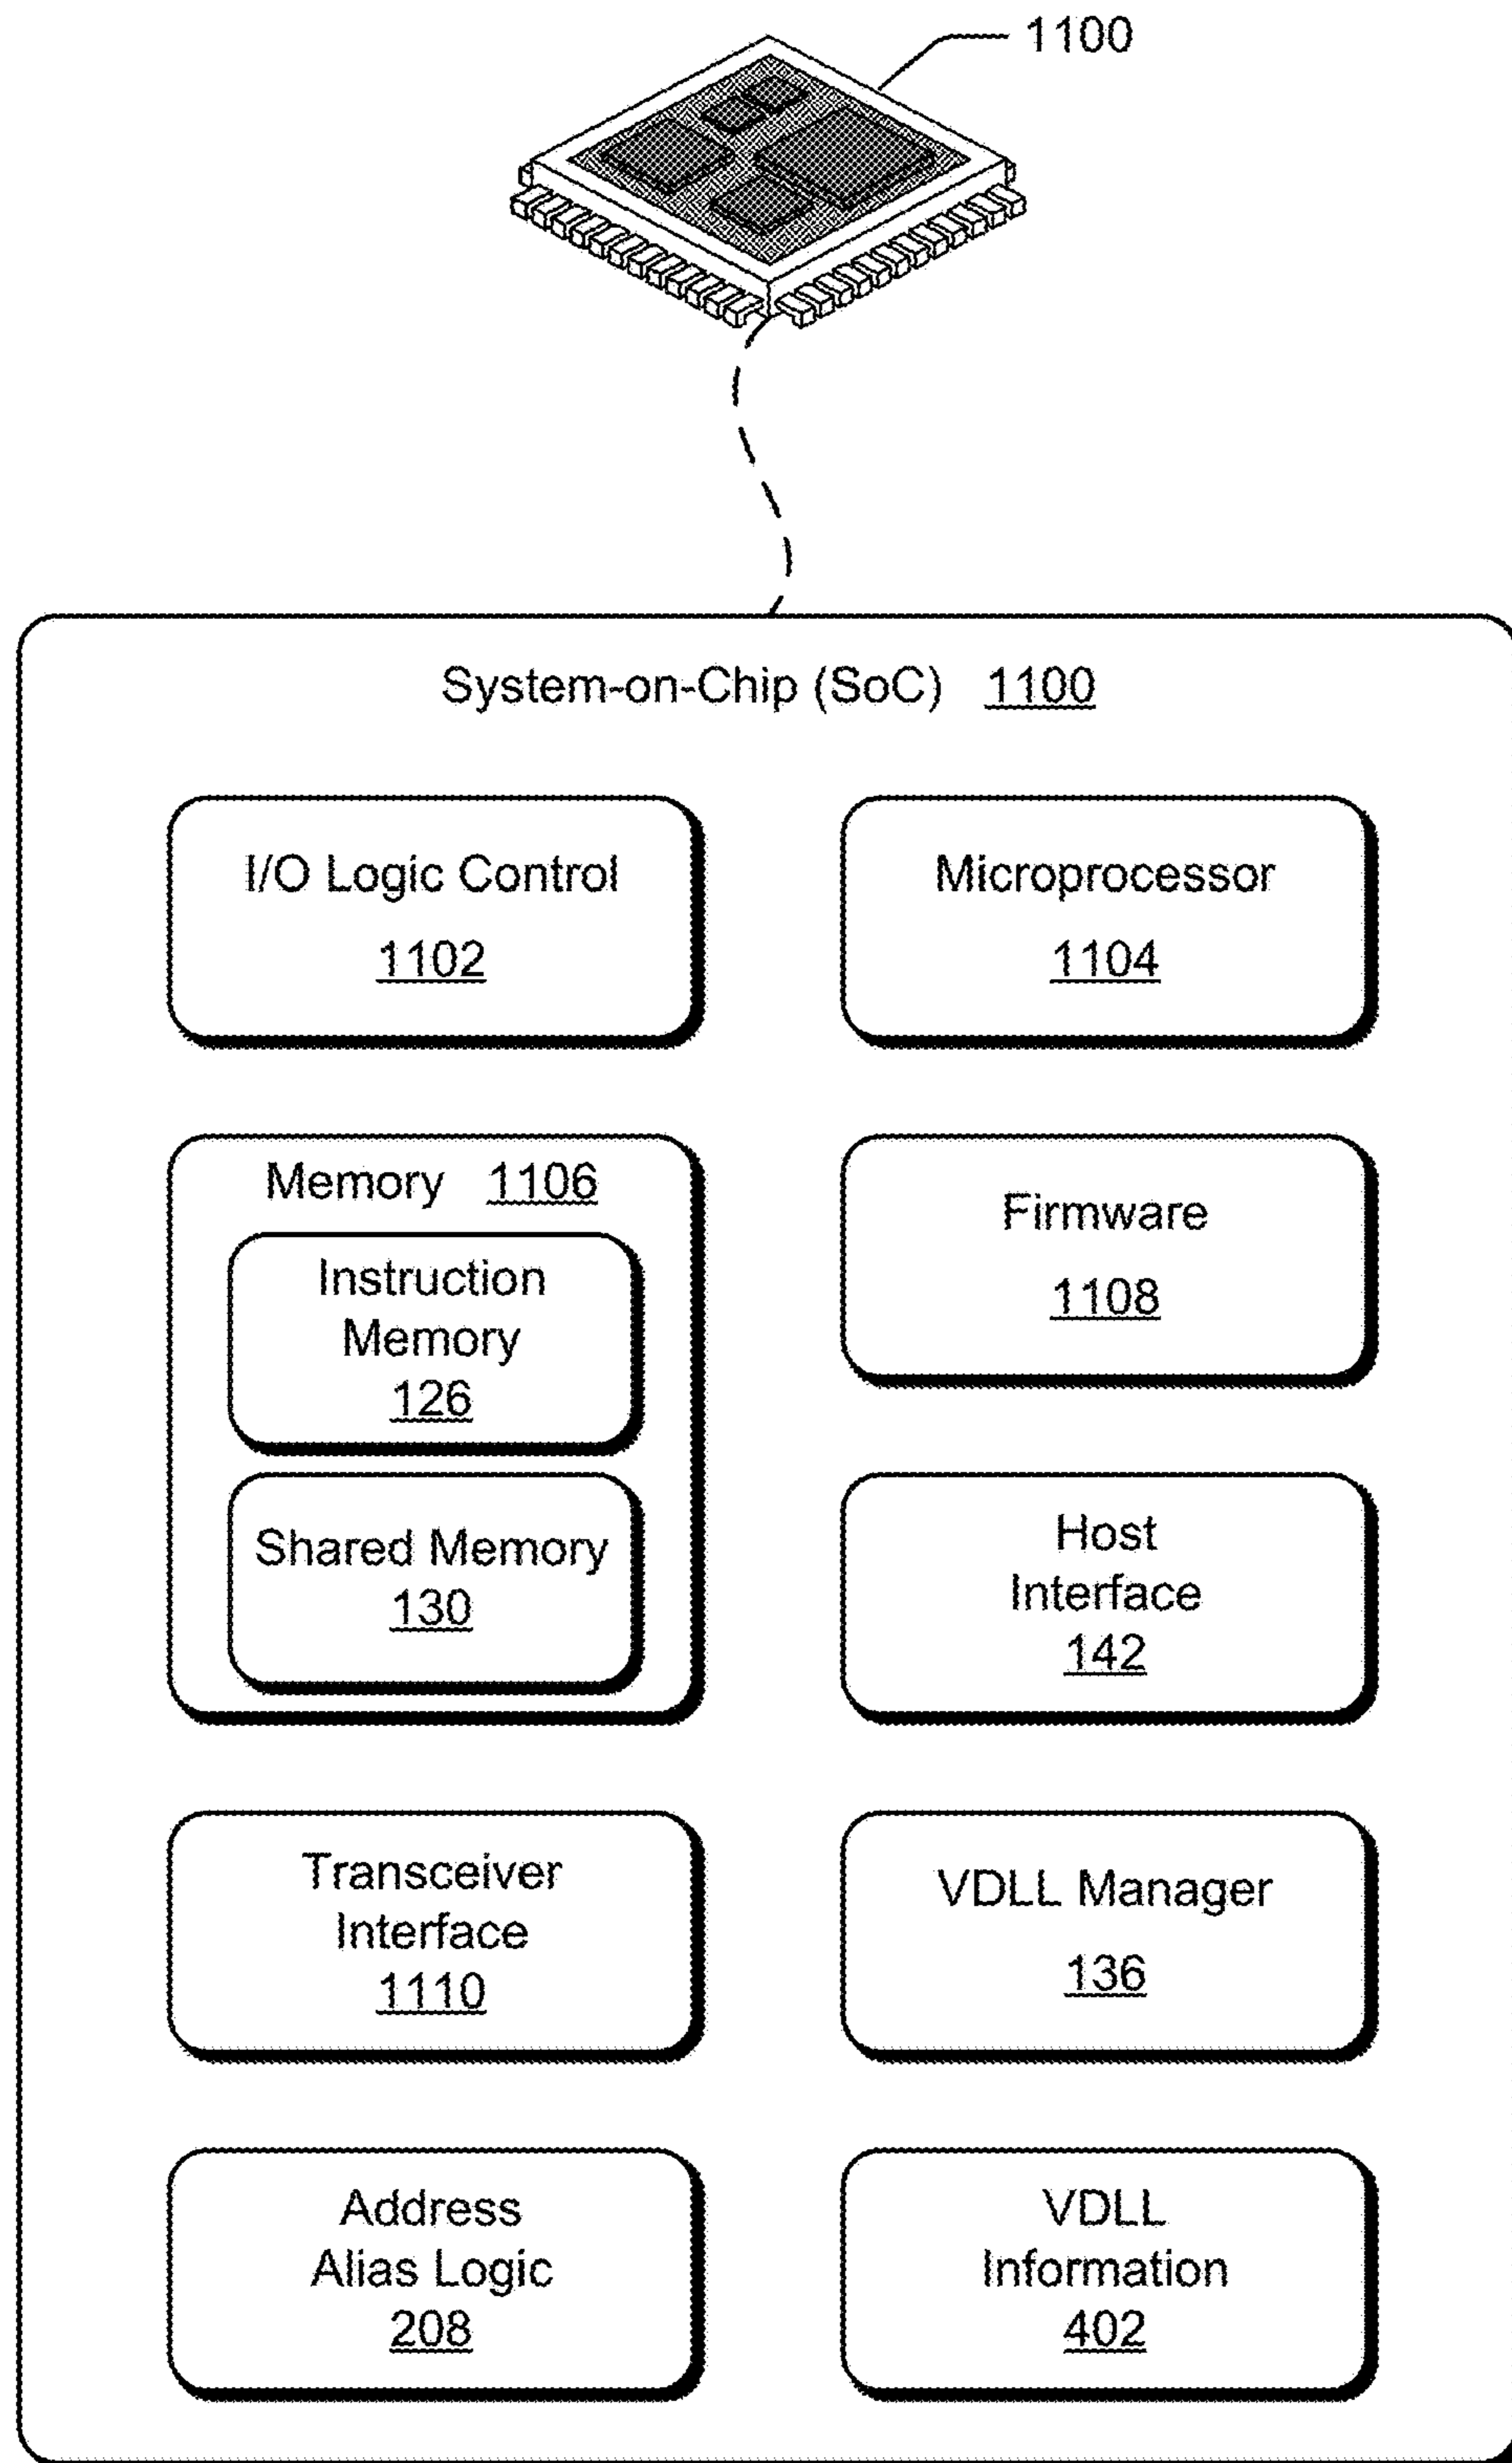 1100
System-on-Chip (SoC) 1100
I/O Logic Control
1102
Microprocessor
1104
Memory 1106
Instruction
Memory
126
Shared Memory
130
Firmware
1108
Host
Interface
142
Transceiver
Interface
1110
VDLL Manager
136
Address
Alias Logic
208
VDLL
Information
402